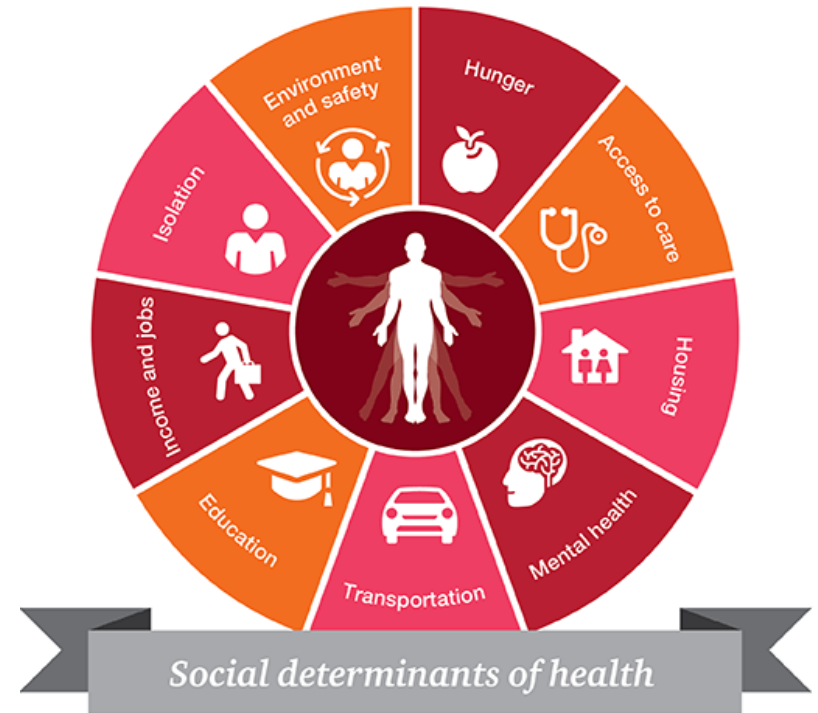 Environment
and safety
Hunger
Access to care
Housing
Mental health
Transportation
Education
Income and jobs
Isolation
Social determinants of health